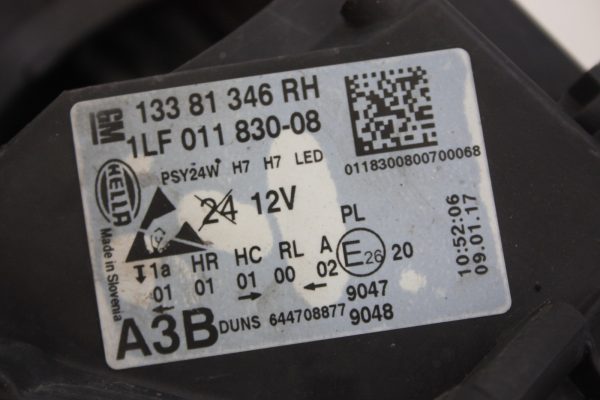 GM
133 81 346 RH
1LF 011 830-08
PSY24W H7 H7 LED
0118300800700068
HELLA
Made in Slovenia
24 12V
PL
1a HR HC RL A
01 01 01 00 02
E26 20
10:52:06
09.01.17
9047
9048
A3B DUNS 644708877